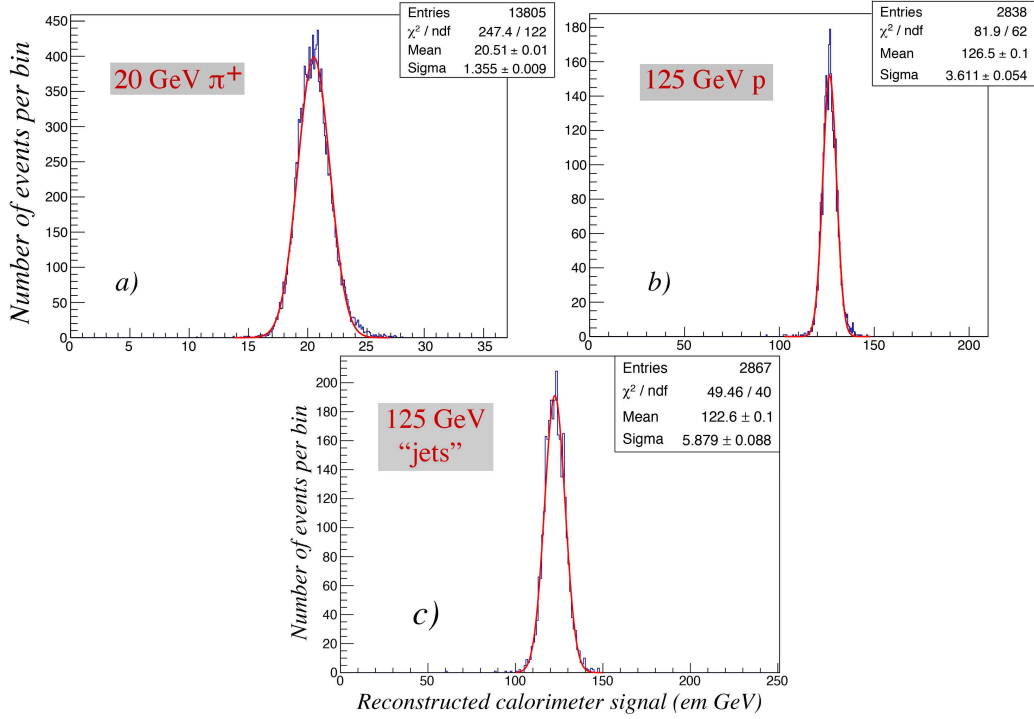 Number of events per bin
450
400
350
300
250
200
150
100
50
0
20 GeV π+
a)
Entries 13805
χ² / ndf 247.4 / 122
Mean 20.51 ± 0.01
Sigma 1.355 ± 0.009
0 5 10 15 20 25 30 35
180
160
140
120
100
80
60
40
20
0
125 GeV p
b)
Entries 2838
χ² / ndf 81.9 / 62
Mean 126.5 ± 0.1
Sigma 3.611 ± 0.054
0 50 100 150 200
Number of events per bin
200
180
160
140
120
100
80
60
40
20
0
125 GeV
“jets”
c)
Entries 2867
χ² / ndf 49.46 / 40
Mean 122.6 ± 0.1
Sigma 5.879 ± 0.088
0 50 100 150 200 250
Reconstructed calorimeter signal (em GeV)